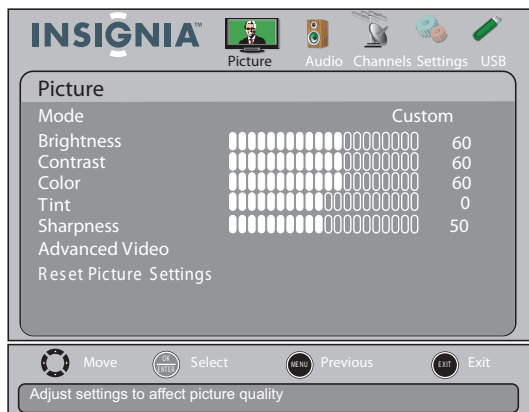 INSIGNIA™
Picture Audio Channels Settings USB
Picture
Mode Custom
Brightness 60
Contrast 60
Color 60
Tint 0
Sharpness 50
Advanced Video
Reset Picture Settings
Move OK ENTER Select MENU Previous EXIT Exit
Adjust settings to affect picture quality